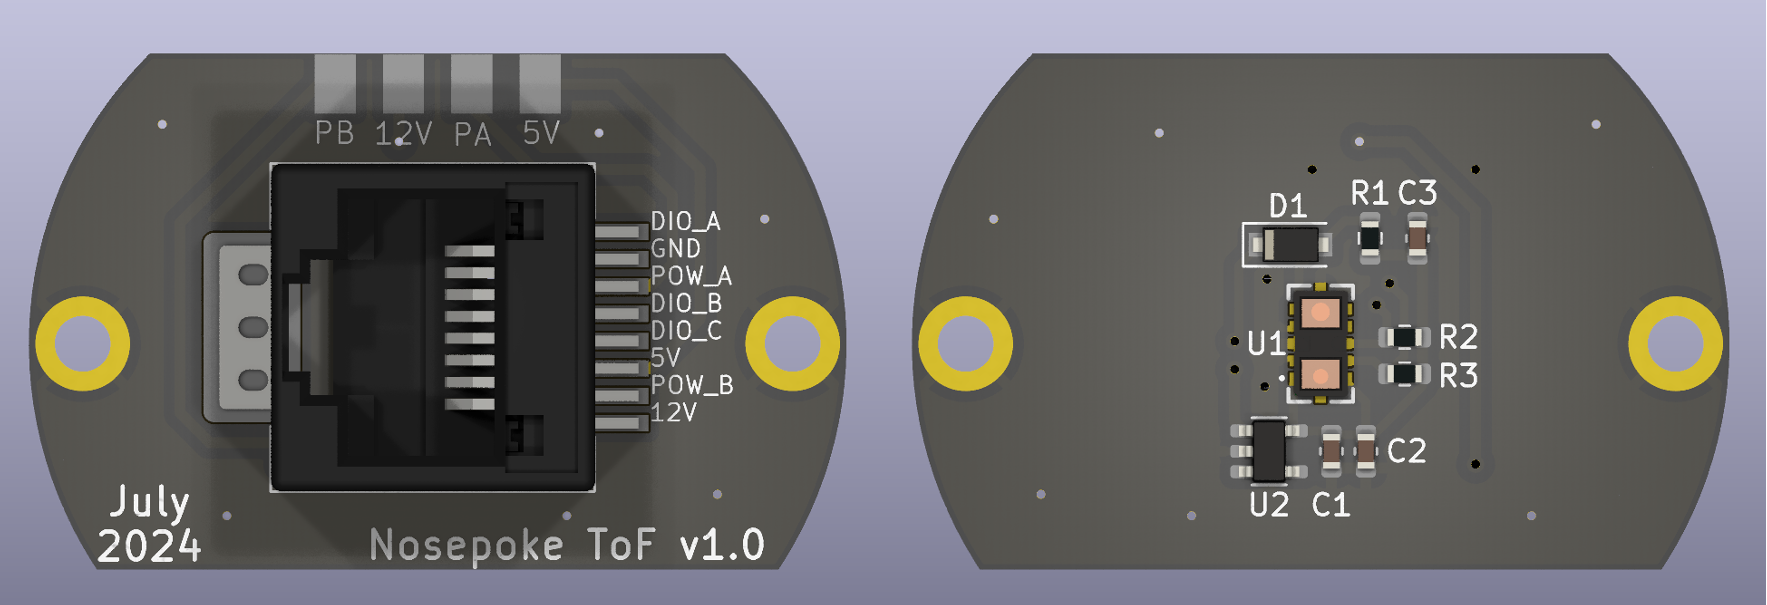 PB 12V PA 5V
DIO_A
GND
POW_A
DIO_B
DIO_C
5V
POW_B
12V
July
2024
Nosepoke ToF v1.0
D1
R1 C3
U1
R2
R3
C2
U2 C1